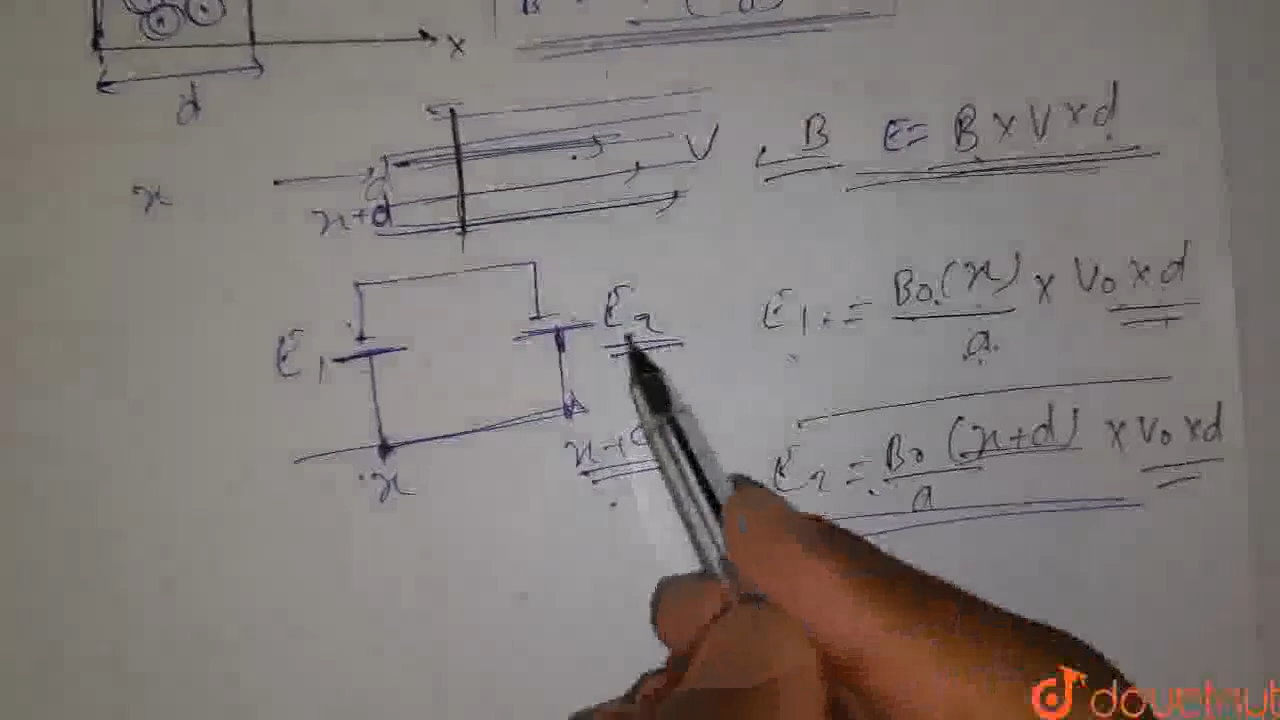 x
d
V , B E = B × V × d
x
x+d
E1 = B0(x)/a × V0 × d
E1
E2
E2 = B0(x+d)/a × V0 × d
x
doubtnut